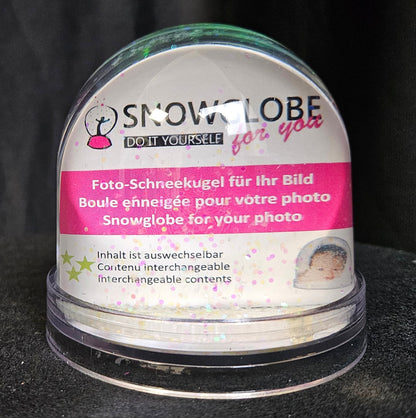 SNOWGLOBE
DO IT YOURSELF for you
Foto-Schneekugel für Ihr Bild
Boule enneigée pour votre photo
Snowglobe for your photo
Inhalt ist auswechselbar
Contenu interchangeable
Interchangeable contents